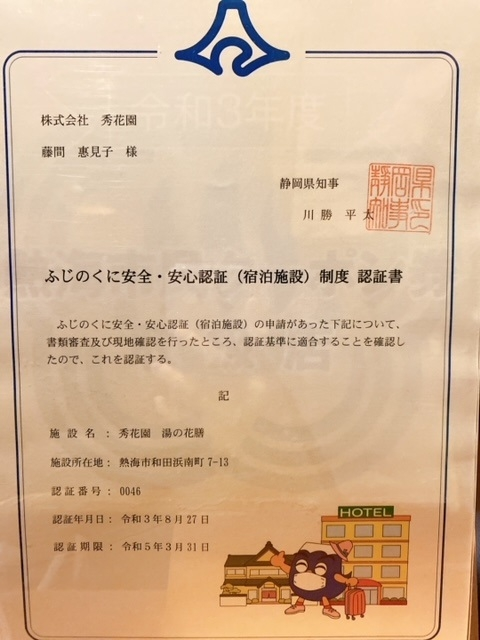 株式会社 秀花園
藤間 惠見子 様
静岡県知事
川勝 平太
静岡県知事之印
ふじのくに安全・安心認証（宿泊施設）制度 認証書
ふじのくに安全・安心認証（宿泊施設）の申請があった下記について、
書類審査及び現地確認を行ったところ、認証基準に適合することを確認し
たので、これを認証する。
記
施設名 ： 秀花園 湯の花膳
施設所在地： 熱海市和田浜南町 7-13
認証番号： 0046
認証年月日： 令和３年８月27日
認証期限： 令和５年３月31日
HOTEL
令和3年度